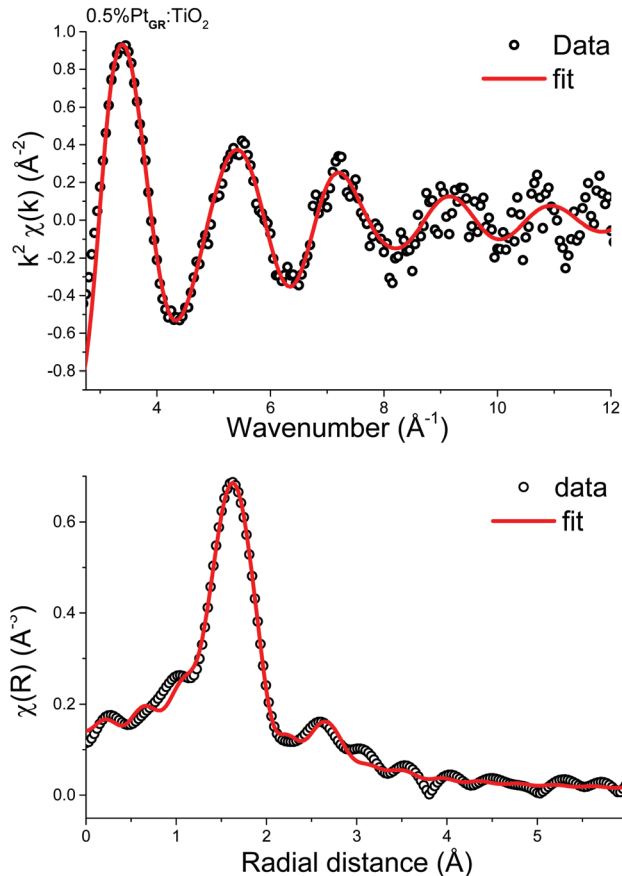 0.5%Pt_GR:TiO₂
1.0
0.8
0.6
0.4
0.2
0.0
-0.2
-0.4
-0.6
-0.8
k² χ(k) (Å⁻²)
Data
fit
4
6
8
10
12
Wavenumber (Å⁻¹)
0.6
0.4
0.2
0.0
χ(R) (A⁻³)
data
fit
0
1
2
3
4
5
Radial distance (Å)